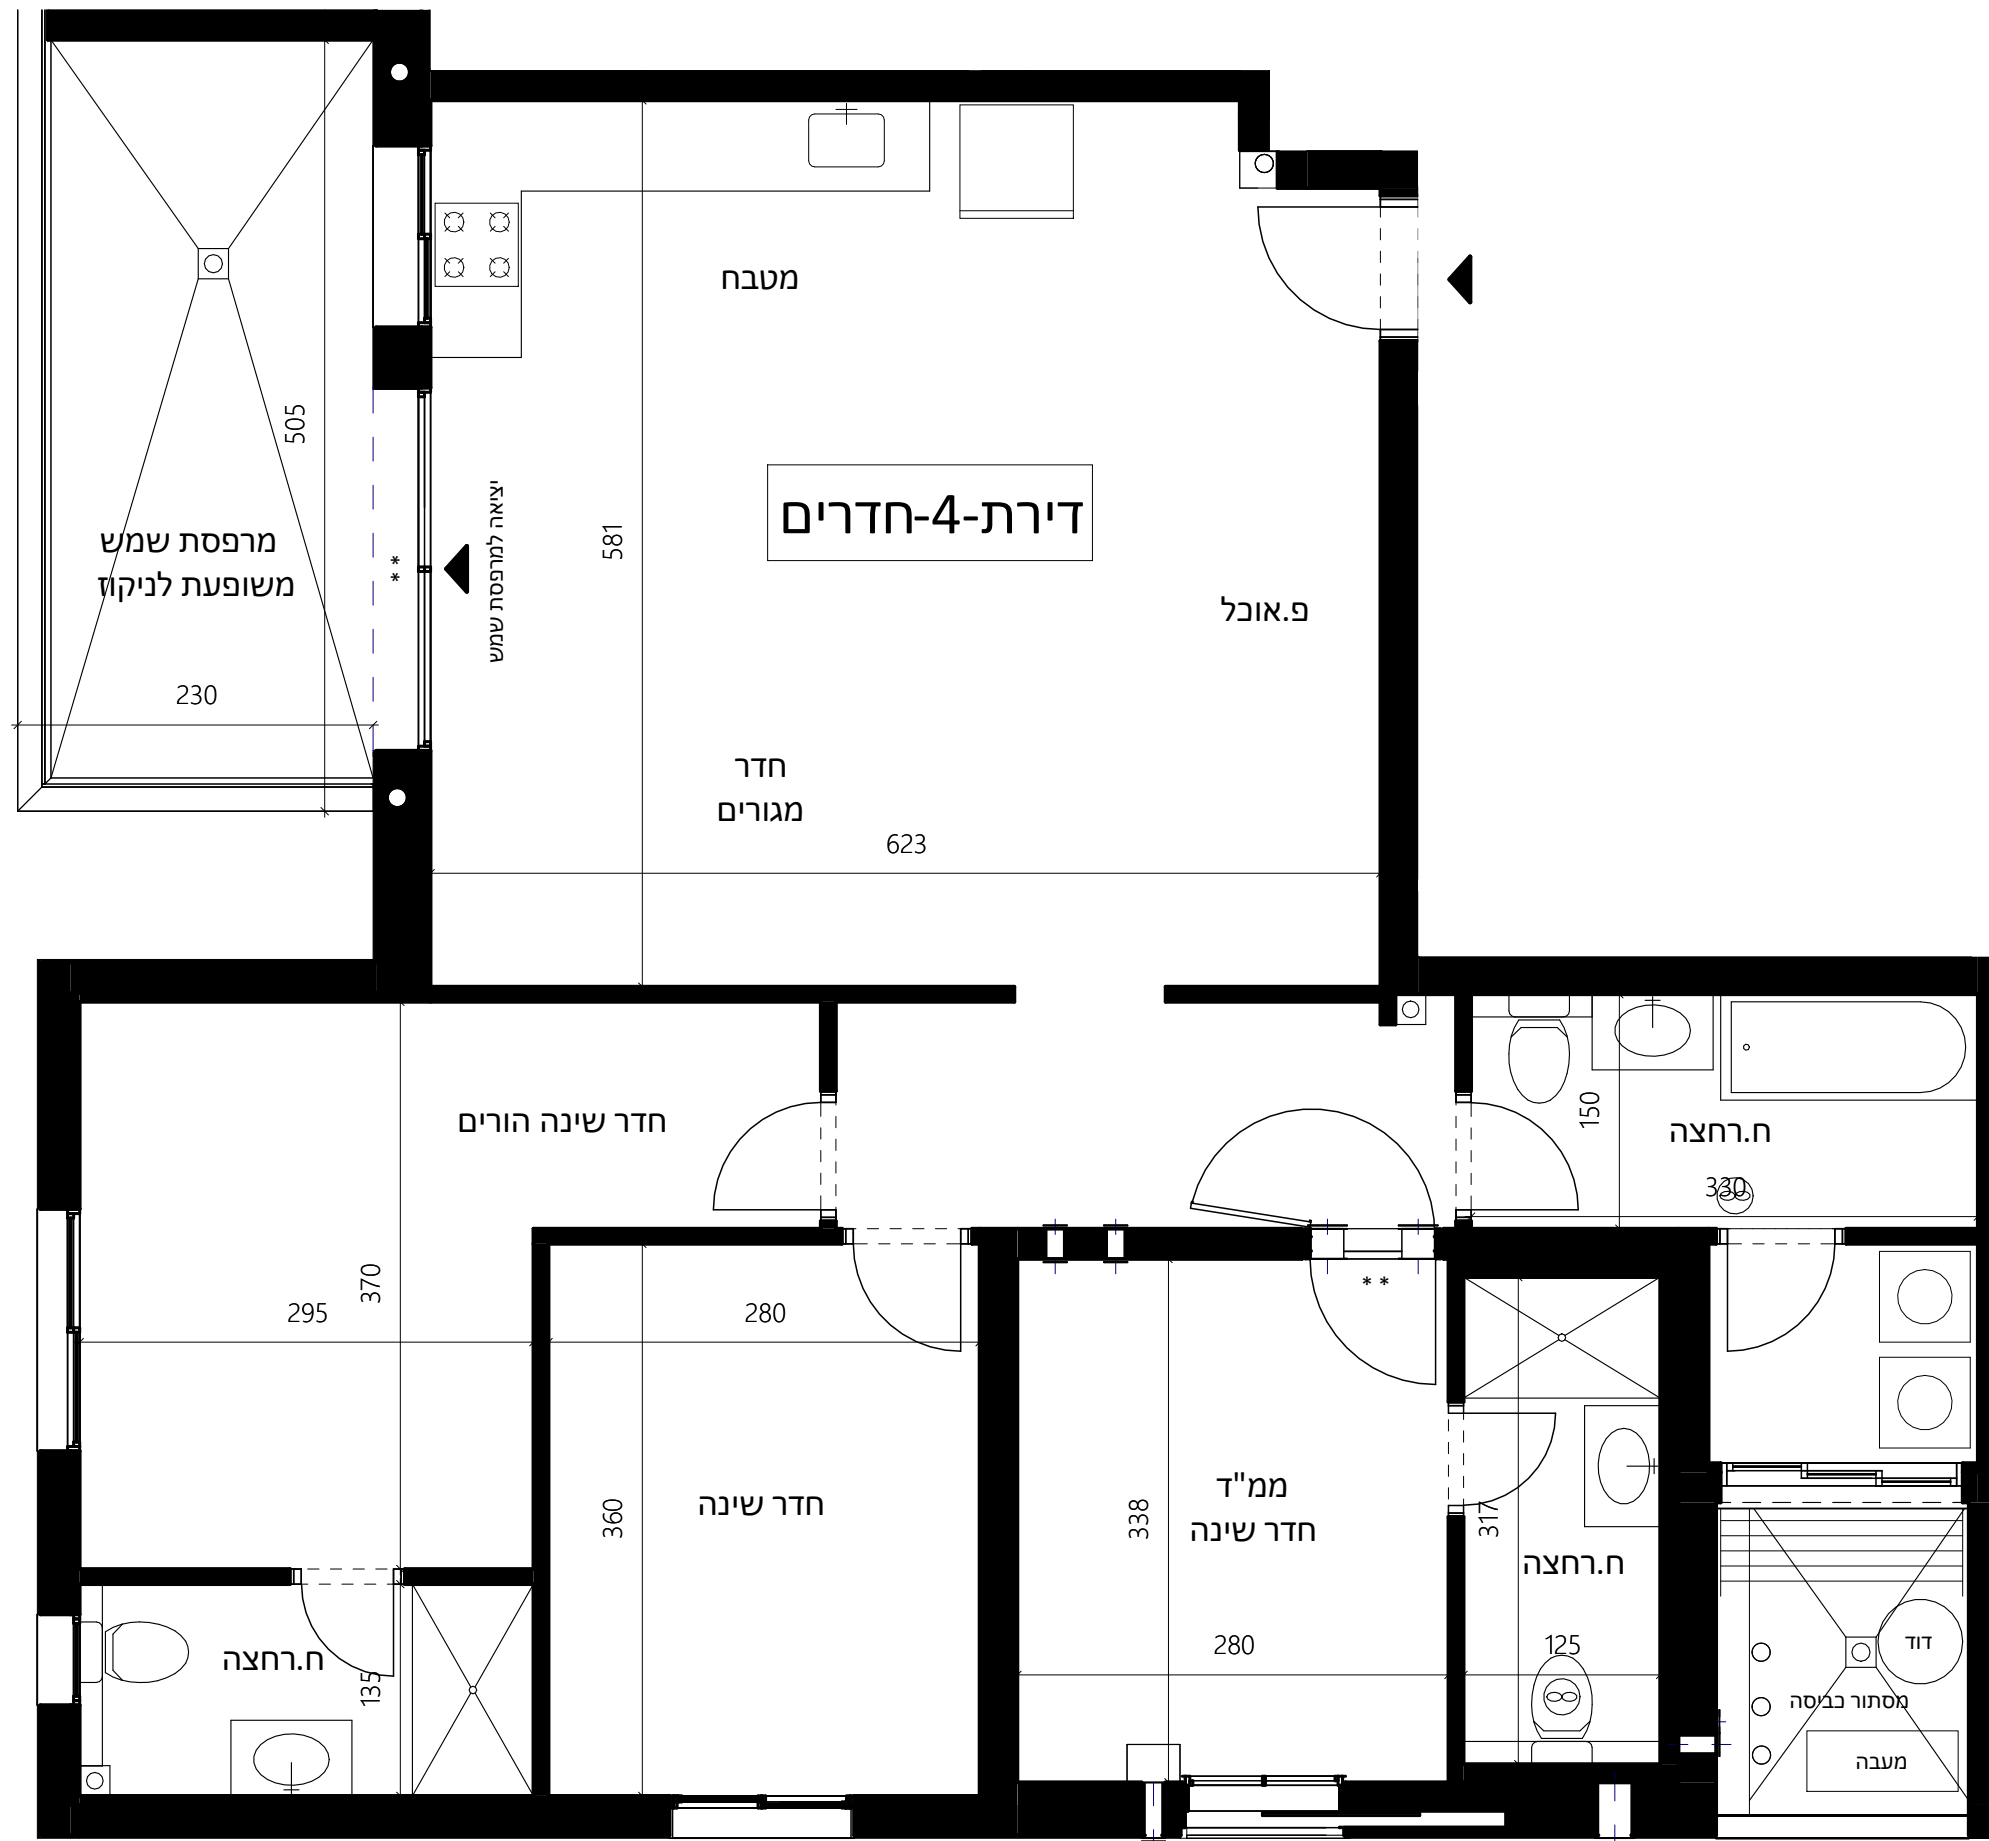 מטבח
דירת-4-חדרים
505
581
יציאה למרפסת שמש
**
מרפסת שמש
משופעת לניקוז
פ.אוכל
230
חדר
מגורים
623
חדר שינה הורים
150
ח.רחצה
330
370
295
280
**
360
חדר שינה
338
ממ"ד
חדר שינה
317
ח.רחצה
280
125
ח.רחצה
135
דוד
מסתור כביסה
מעבה